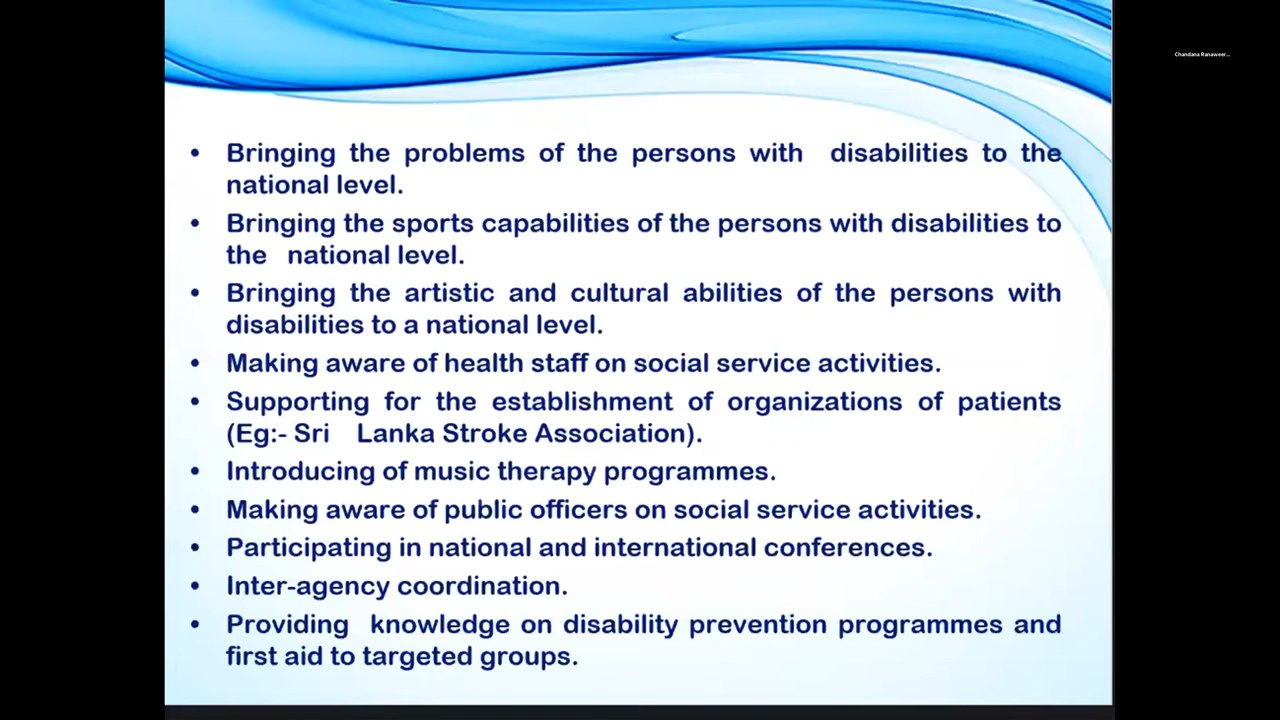 Chandana Ranaweer...
• Bringing the problems of the persons with disabilities to the
national level.
• Bringing the sports capabilities of the persons with disabilities to
the national level.
• Bringing the artistic and cultural abilities of the persons with
disabilities to a national level.
• Making aware of health staff on social service activities.
• Supporting for the establishment of organizations of patients
(Eg:- Sri Lanka Stroke Association).
• Introducing of music therapy programmes.
• Making aware of public officers on social service activities.
• Participating in national and international conferences.
• Inter-agency coordination.
• Providing knowledge on disability prevention programmes and
first aid to targeted groups.